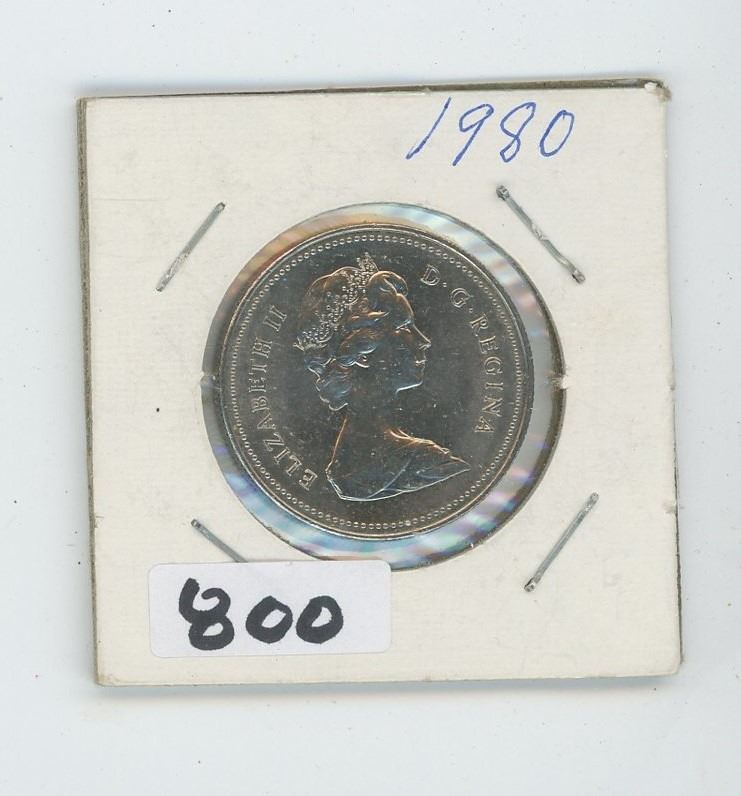 1980
ELIZABETH II
D. G. REGINA
800